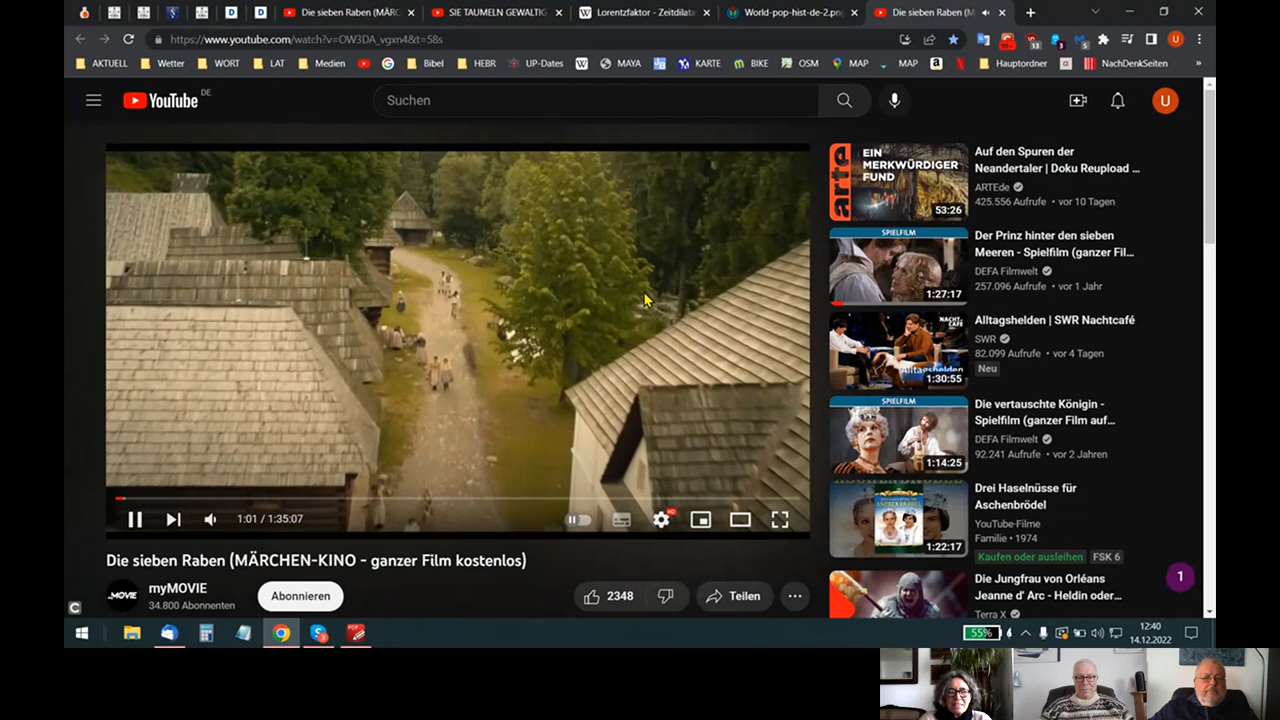 Die sieben Raben (MÄRC
SIE TAUMELN GEWALTIG
Lorentzfaktor - Zeitdilata
World-pop-hist-de-2.png
Die sieben Raben (M
https://www.youtube.com/watch?v=OW3DA_vgxn4&t=58s
AKTUELL
Wetter
WORT
LAT
Medien
Bibel
HEBR
UP-Dates
MAYA
KARTE
BIKE
OSM
MAP
MAP
Hauptordner
NachDenkSeiten
YouTube DE
Suchen
U
EIN
MERKWÜRDIGER
FUND
arte
53:26
Auf den Spuren der
Neandertaler | Doku Reupload ...
ARTEde
425.556 Aufrufe • vor 10 Tagen
SPIELFILM
1:27:17
Der Prinz hinter den sieben
Meeren - Spielfilm (ganzer Fil...
DEFA Filmwelt
257.096 Aufrufe • vor 1 Jahr
NACHT
CAFÉ
Alltagshelden
1:30:55
Alltagshelden | SWR Nachtcafé
SWR
82.099 Aufrufe • vor 4 Tagen
Neu
SPIELFILM
1:14:25
Die vertauschte Königin -
Spielfilm (ganzer Film auf...
DEFA Filmwelt
92.241 Aufrufe • vor 2 Jahren
1:22:17
Drei Haselnüsse für
Aschenbrödel
YouTube-Filme
Familie • 1974
Kaufen oder ausleihen FSK 6
Die Jungfrau von Orléans
Jeanne d' Arc - Heldin oder...
Terra X
1
1:01 / 1:35:07
HD
Die sieben Raben (MÄRCHEN-KINO - ganzer Film kostenlos)
.MOVIE
myMOVIE
34.800 Abonnenten
Abonnieren
2348
Teilen
55%
12:40
14.12.2022